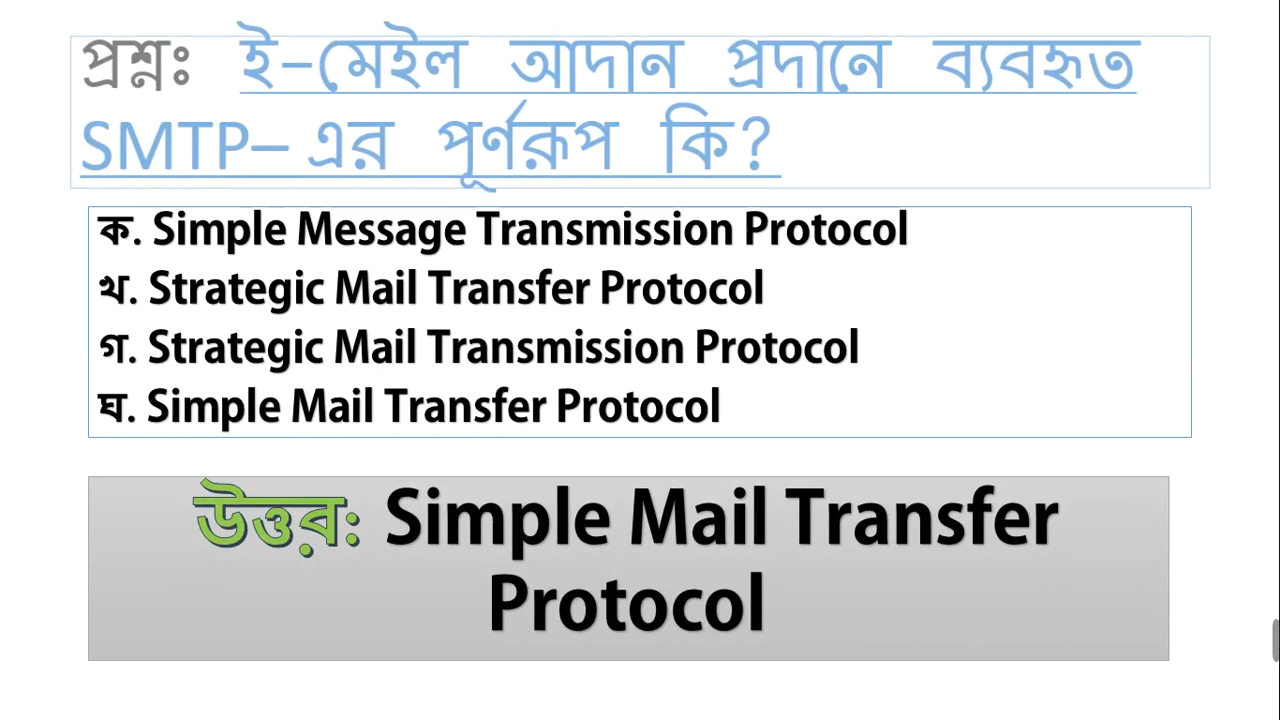 প্রশ্নঃ ই-মেইল আদান প্রদানে ব্যবহৃত
SMTP– এর পূর্ণরূপ কি?
ক. Simple Message Transmission Protocol
খ. Strategic Mail Transfer Protocol
গ. Strategic Mail Transmission Protocol
ঘ. Simple Mail Transfer Protocol
উত্তর: Simple Mail Transfer
Protocol